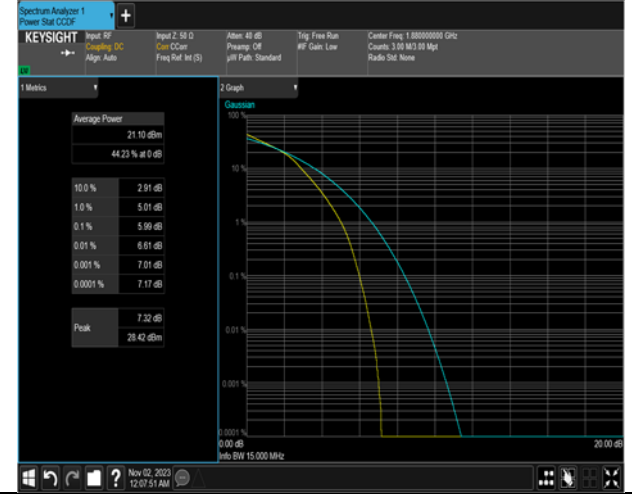 Spectrum Analyzer 1
Power Stat CCDF
KEYSIGHT
Input: RF
Coupling: DC
Align: Auto
Input Z: 50 Ω
Corr CCorr
Freq Ref: Int (S)
Atten: 40 dB
Preamp: Off
µW Path: Standard
Trig: Free Run
#IF Gain: Low
Center Freq: 1.880000000 GHz
Counts: 3.00 M/3.00 Mpt
Radio Std: None
1 Metrics
Average Power
21.10 dBm
44.23 % at 0 dB
10.0 % 2.91 dB
1.0 % 5.01 dB
0.1 % 5.99 dB
0.01 % 6.61 dB
0.001 % 7.01 dB
0.0001 % 7.17 dB
Peak
7.32 dB
28.42 dBm
2 Graph
Gaussian
100 %
10 %
1 %
0.1 %
0.01 %
0.001 %
0.0001 %
0.00 dB
20.00 dB
Info BW 15.000 MHz
Nov 02, 2023
12:07:51 AM